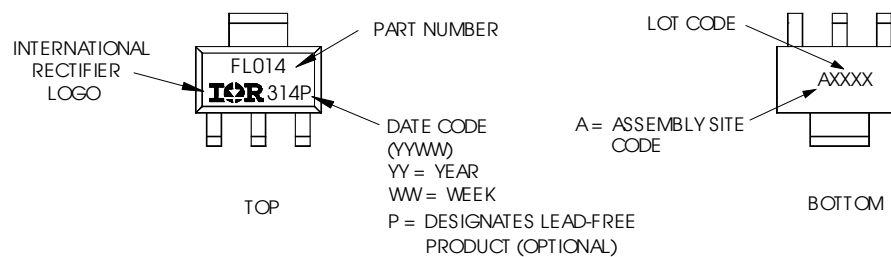 INTERNATIONAL
RECTIFIER
LOGO
PART NUMBER
FL014
IOR 314P
DATE CODE
(YYWW)
YY = YEAR
WW = WEEK
P = DESIGNATES LEAD-FREE
PRODUCT (OPTIONAL)
TOP
LOT CODE
AXXXX
A = ASSEMBLY SITE
CODE
BOTTOM